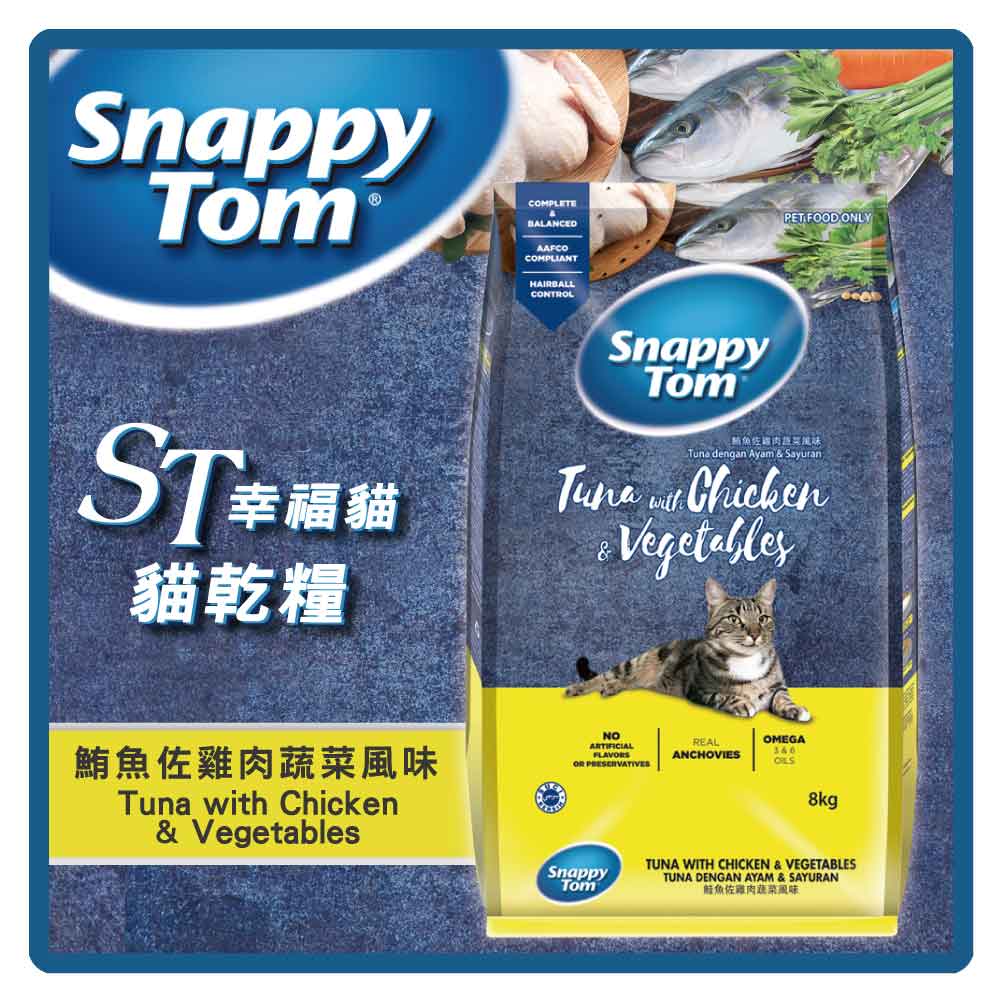 Snappy
Tom®
ST幸福貓
貓乾糧
鮪魚佐雞肉蔬菜風味
Tuna with Chicken
& Vegetables
COMPLETE
&
BALANCED
AAFCO
COMPLIANT
HAIRBALL
CONTROL
PET FOOD ONLY
Snappy
Tom
鮪魚佐雞肉蔬菜風味
Tuna dengan Ayam & Sayuran
Tuna with Chicken
& Vegetables
NO
ARTIFICIAL
FLAVORS
OR PRESERVATIVES
REAL
ANCHOVIES
OMEGA
3 & 6
OILS
8kg
Snappy
Tom
TUNA WITH CHICKEN & VEGETABLES
TUNA DENGAN AYAM & SAYURAN
鮪魚佐雞肉蔬菜風味